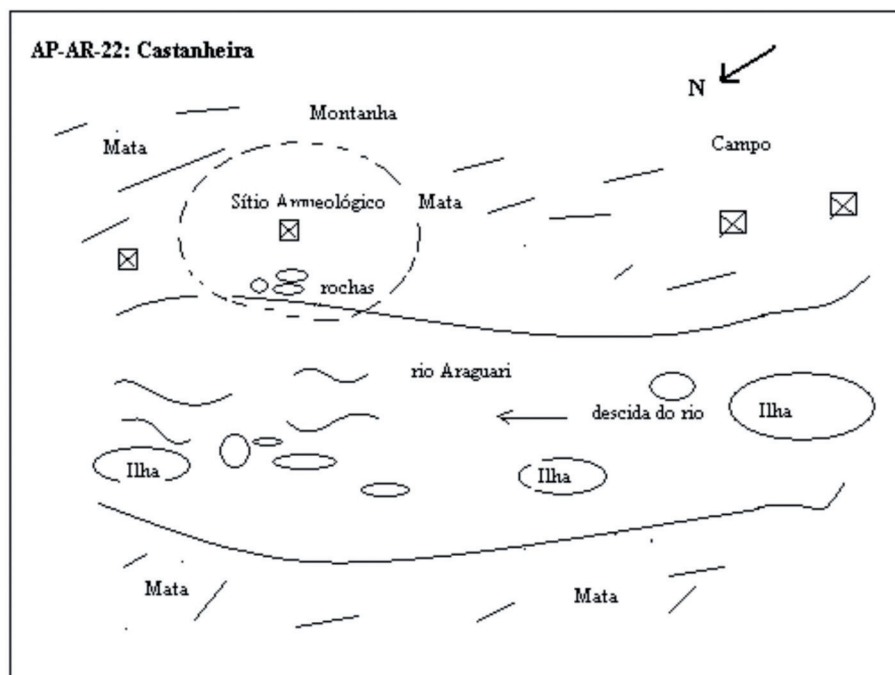 AP-AR-22: Castanheira
N
Montanha
Mata
Campo
Sítio Arqueológico
Mata
rochas
rio Araguari
descida do rio
Ilha
Ilha
Ilha
Mata
Mata